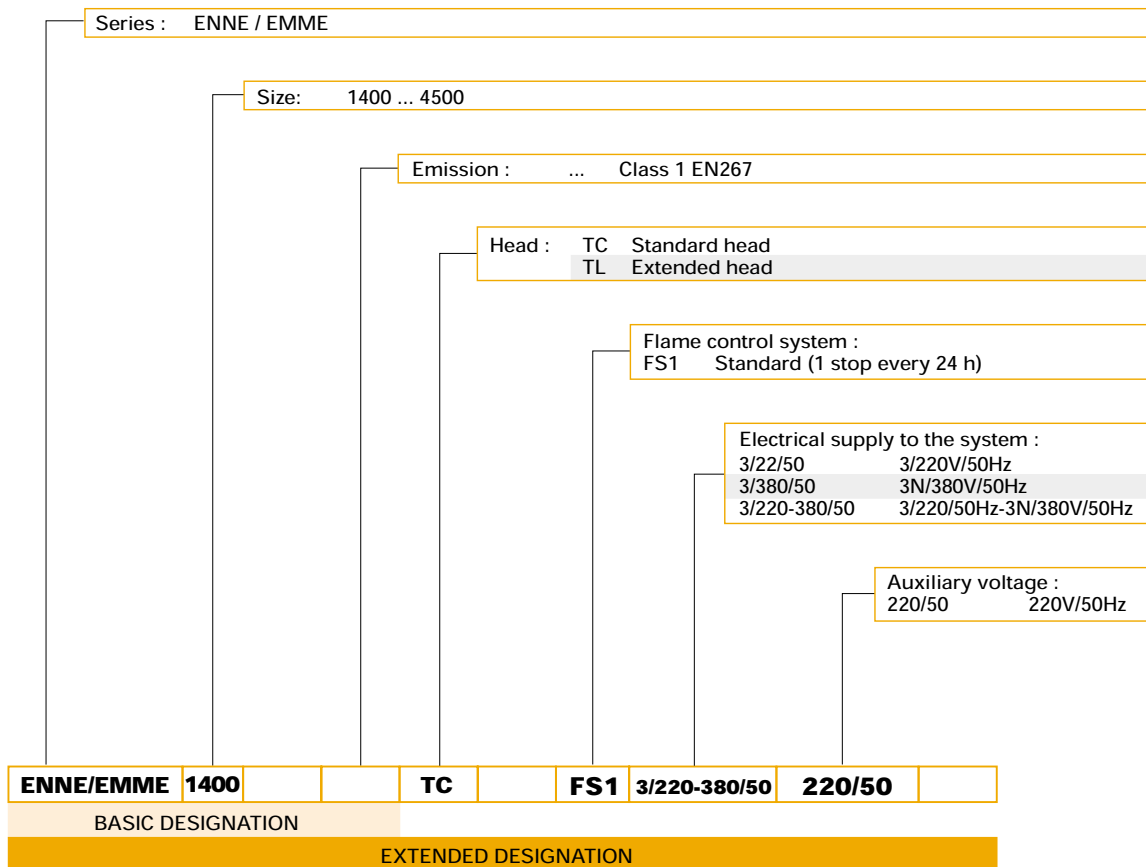 Series : ENNE / EMME
Size: 1400 ... 4500
Emission : ... Class 1 EN267
Head : TC Standard head
TL Extended head
Flame control system :
FS1 Standard (1 stop every 24 h)
Electrical supply to the system :
3/22/50 3/220V/50Hz
3/380/50 3N/380V/50Hz
3/220-380/50 3/220/50Hz-3N/380V/50Hz
Auxiliary voltage :
220/50 220V/50Hz
ENNE/EMME 1400 TC FS1 3/220-380/50 220/50
BASIC DESIGNATION
EXTENDED DESIGNATION